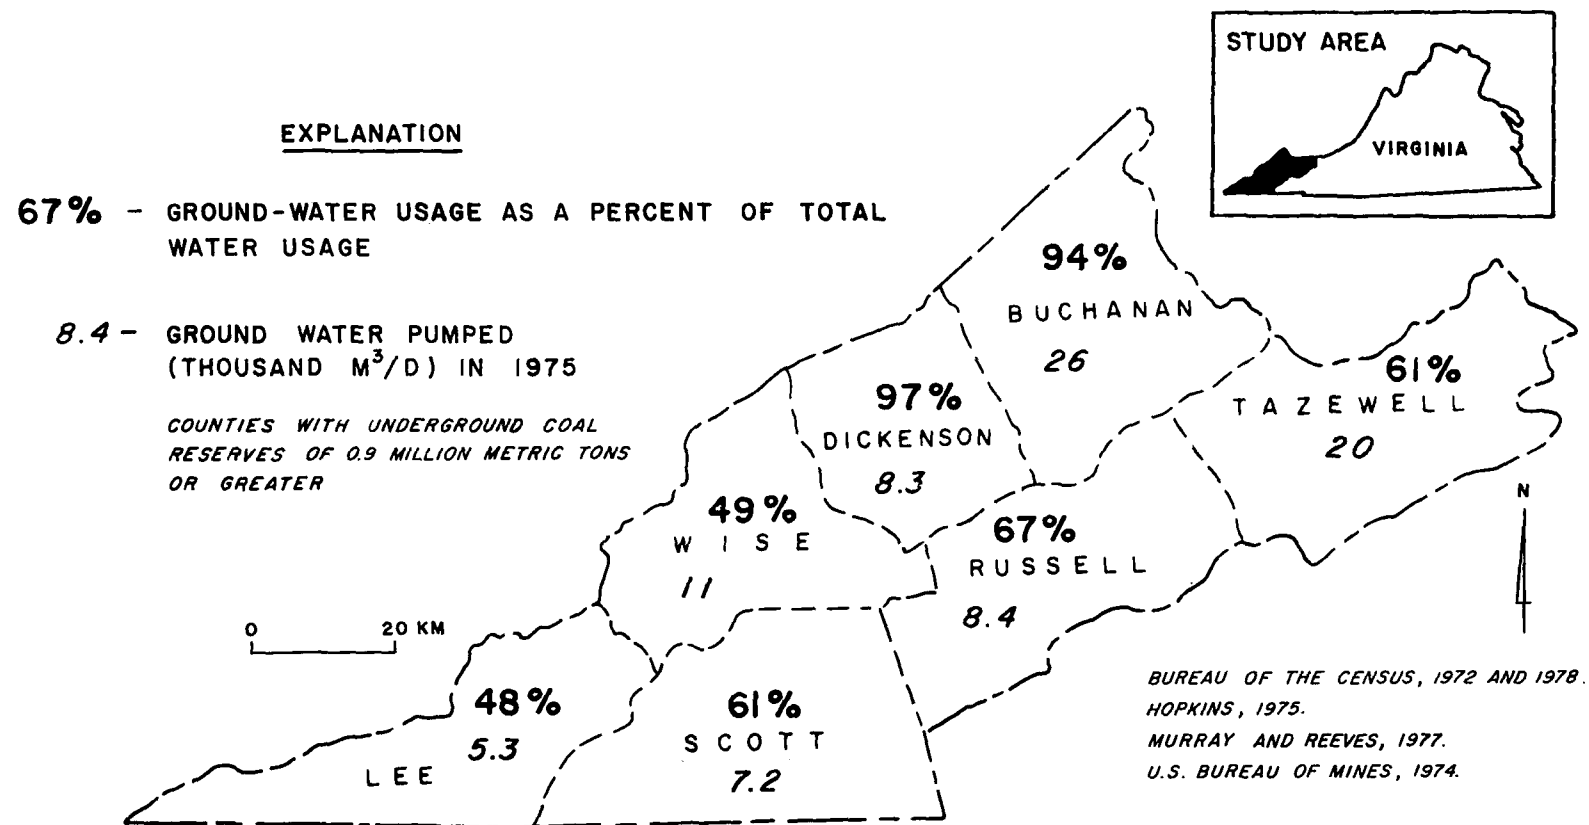 STUDY AREA
VIRGINIA
EXPLANATION
67% - GROUND-WATER USAGE AS A PERCENT OF TOTAL
WATER USAGE
8.4 - GROUND WATER PUMPED
(THOUSAND M³/D) IN 1975
COUNTIES WITH UNDERGROUND COAL
RESERVES OF 0.9 MILLION METRIC TONS
OR GREATER
94%
BUCHANAN
26
61%
TAZEWELL
20
97%
DICKENSON
8.3
49%
WISE
11
67%
RUSSELL
8.4
N
0 20 KM
48%
5.3
LEE
61%
SCOTT
7.2
BUREAU OF THE CENSUS, 1972 AND 1978.
HOPKINS, 1975.
MURRAY AND REEVES, 1977.
U.S. BUREAU OF MINES, 1974.